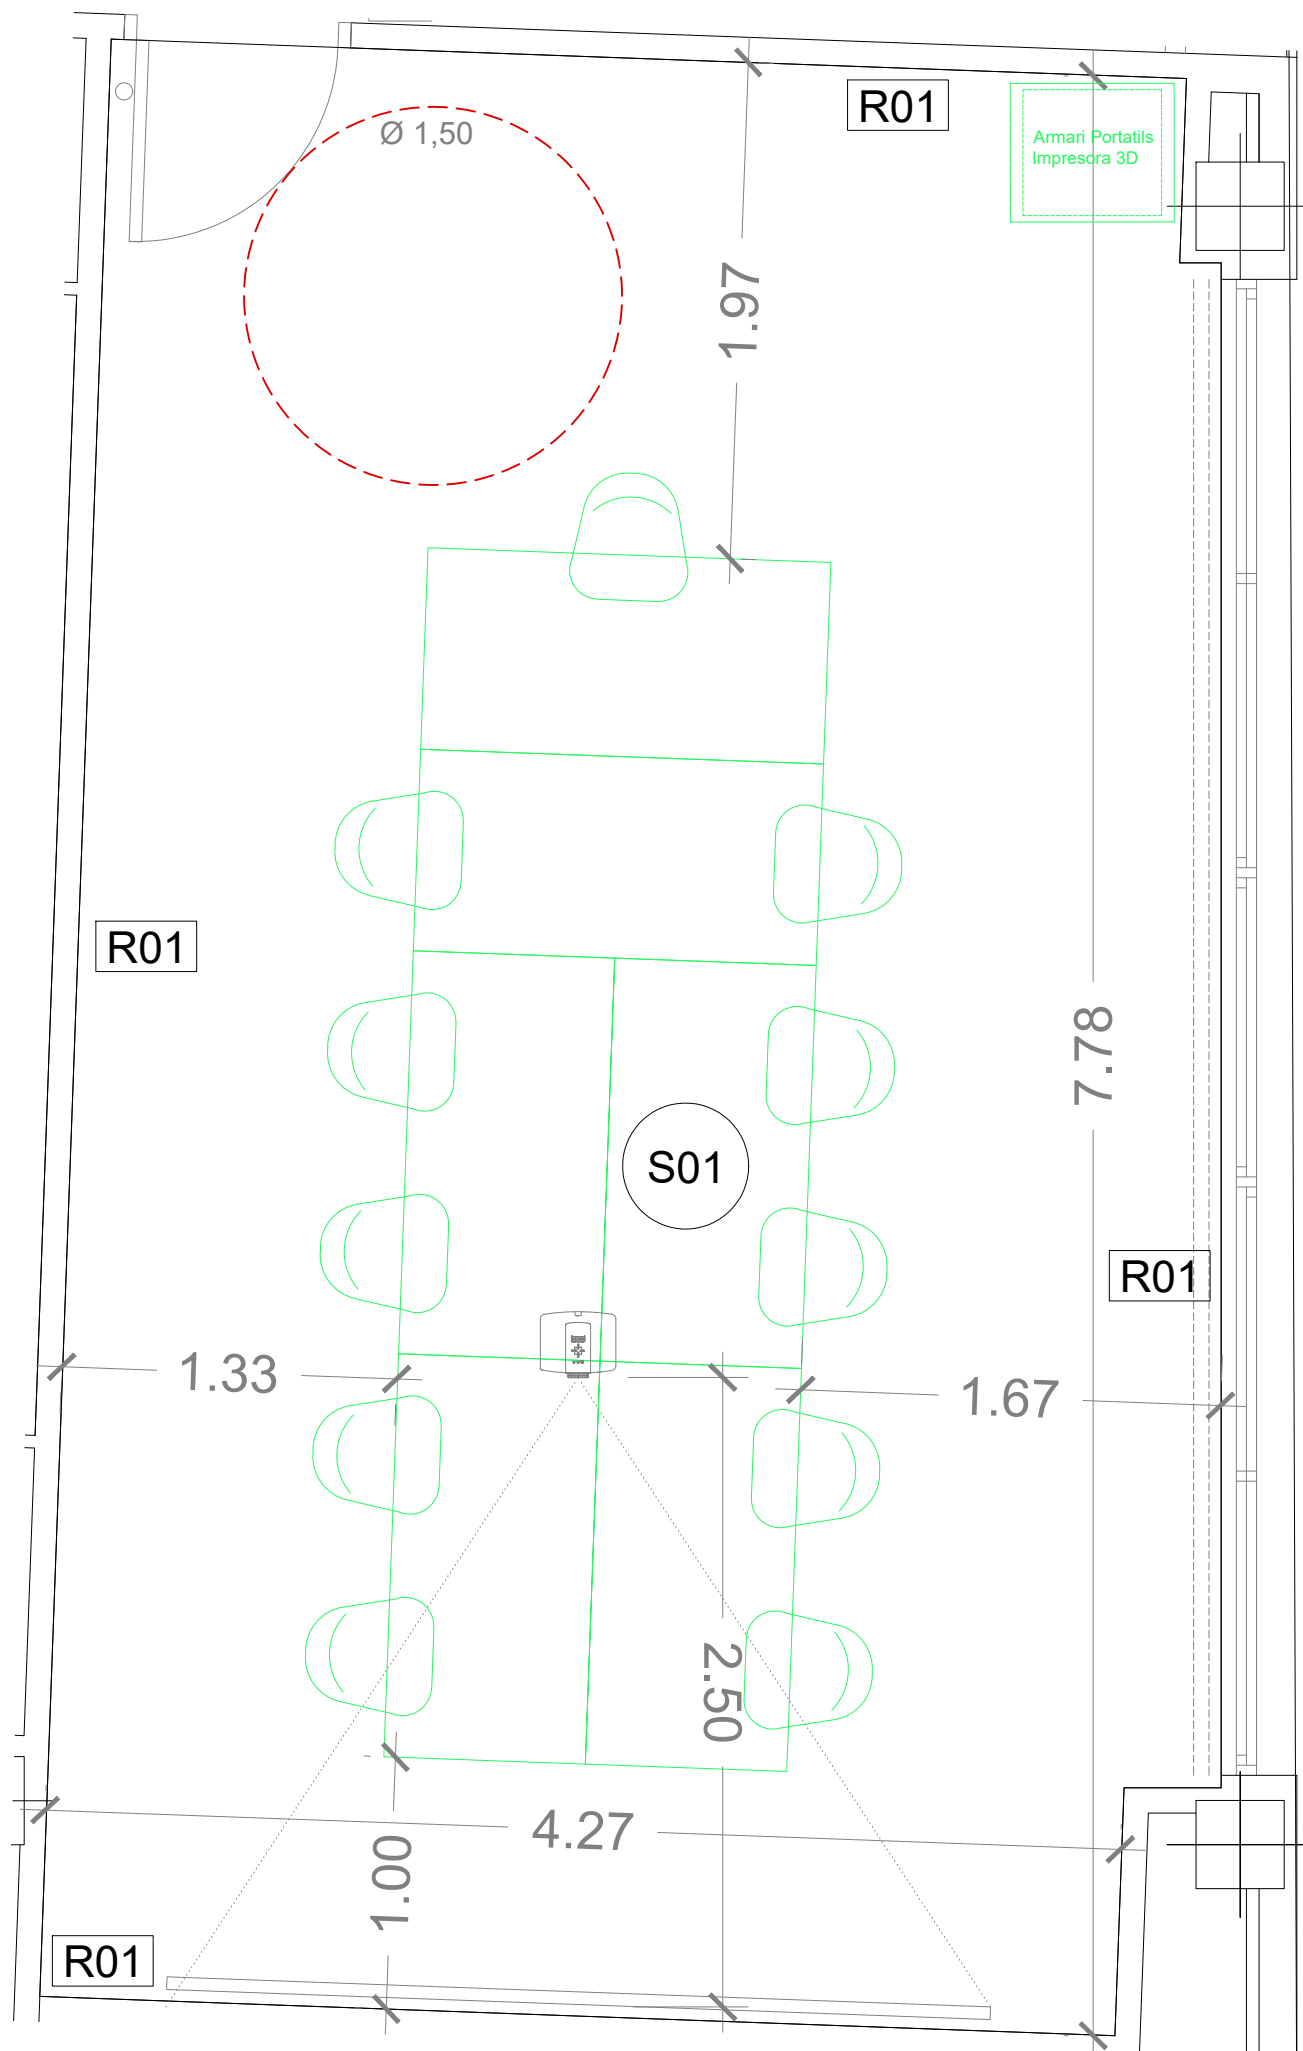 R01
Ø 1,50
Armari Portatils
Impresora 3D
1.97
R01
7.78
S01
R01
1.33
1.67
2.50
4.27
1.00
R01